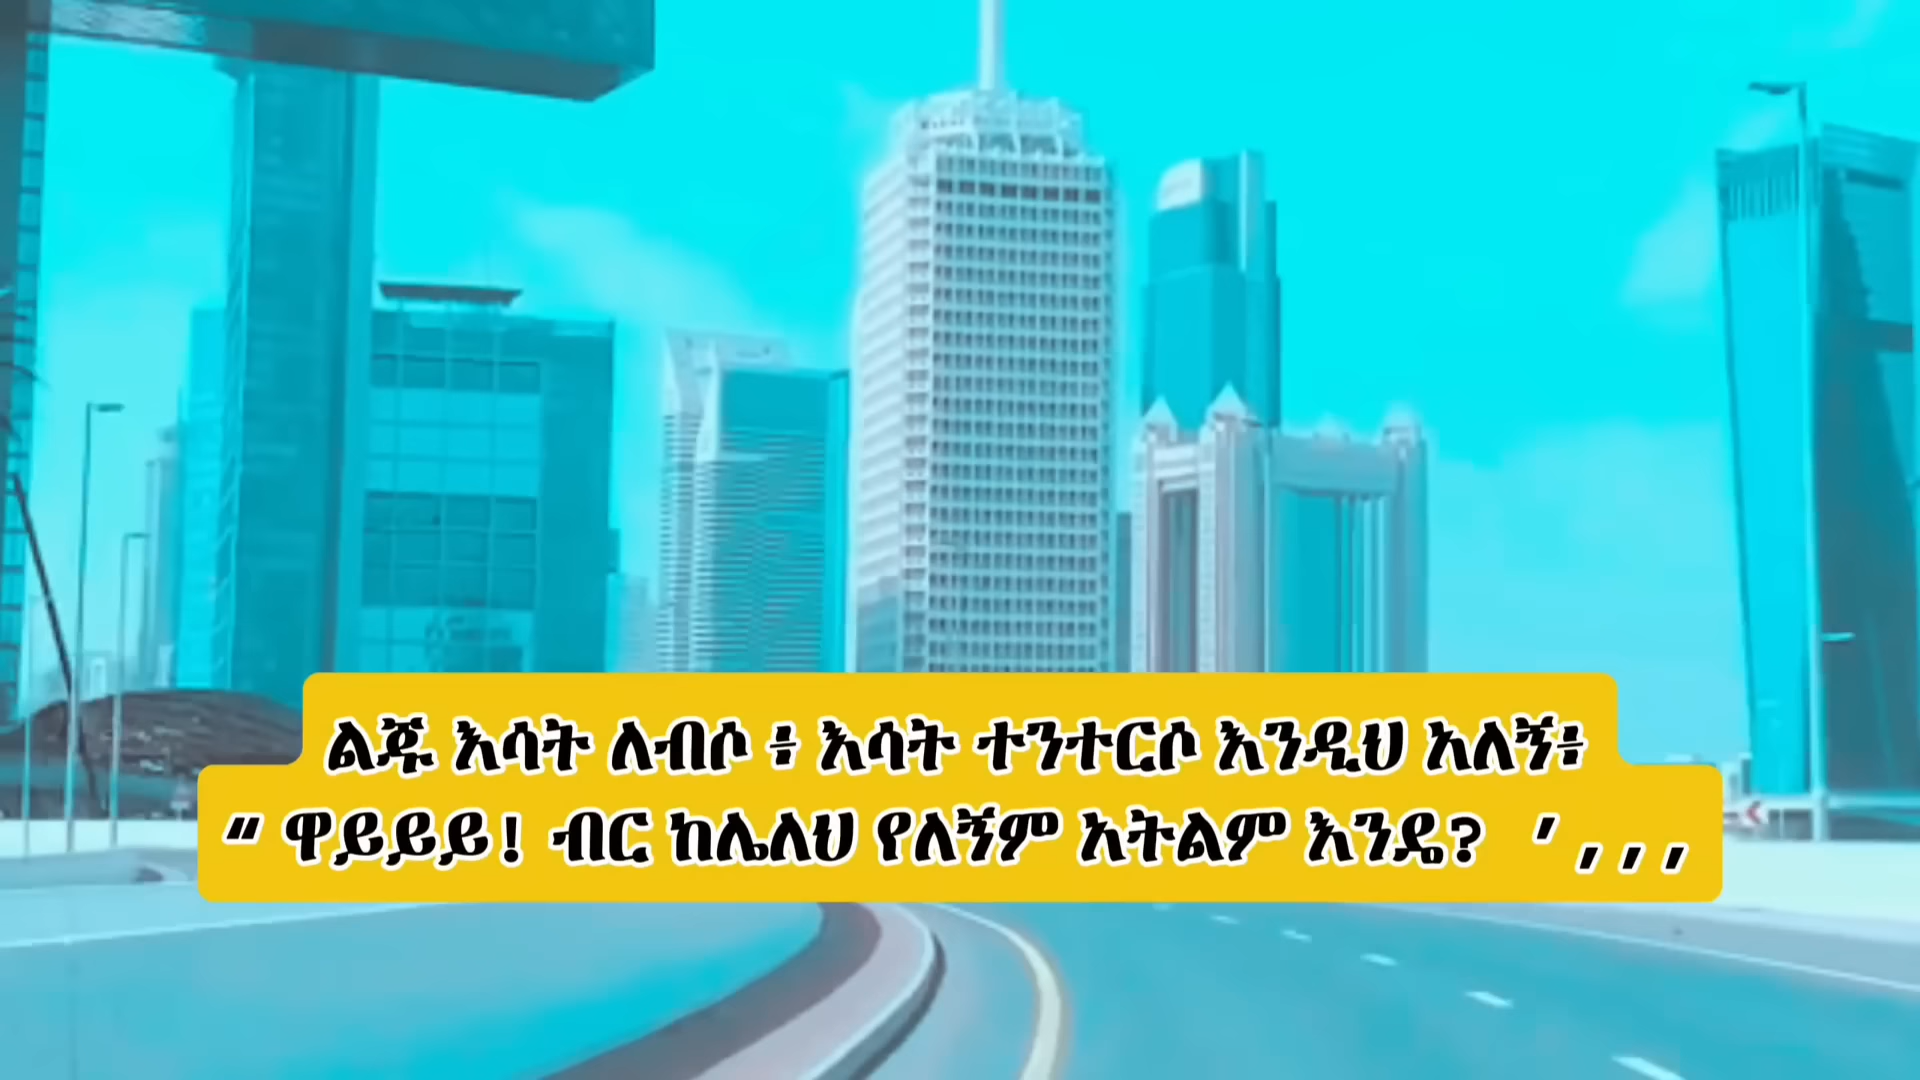 ልጁ እሳት ለብሶ ፥ እሳት ተንተርሶ እንዲህ አለኝ፥
“ ዋይይይ! ብር ከሌለህ የለኝም አትልም እንዴ? ’ , , ,